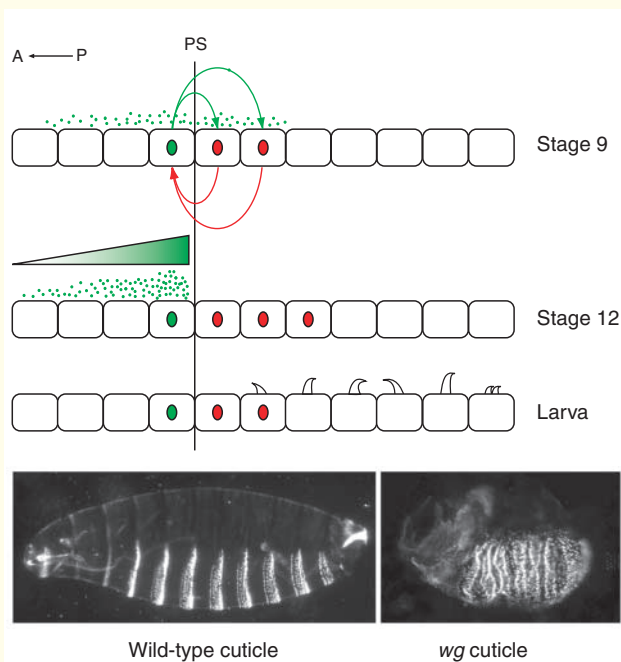 PS
A P
Stage 9
Stage 12
Larva
Wild-type cuticle wg cuticle